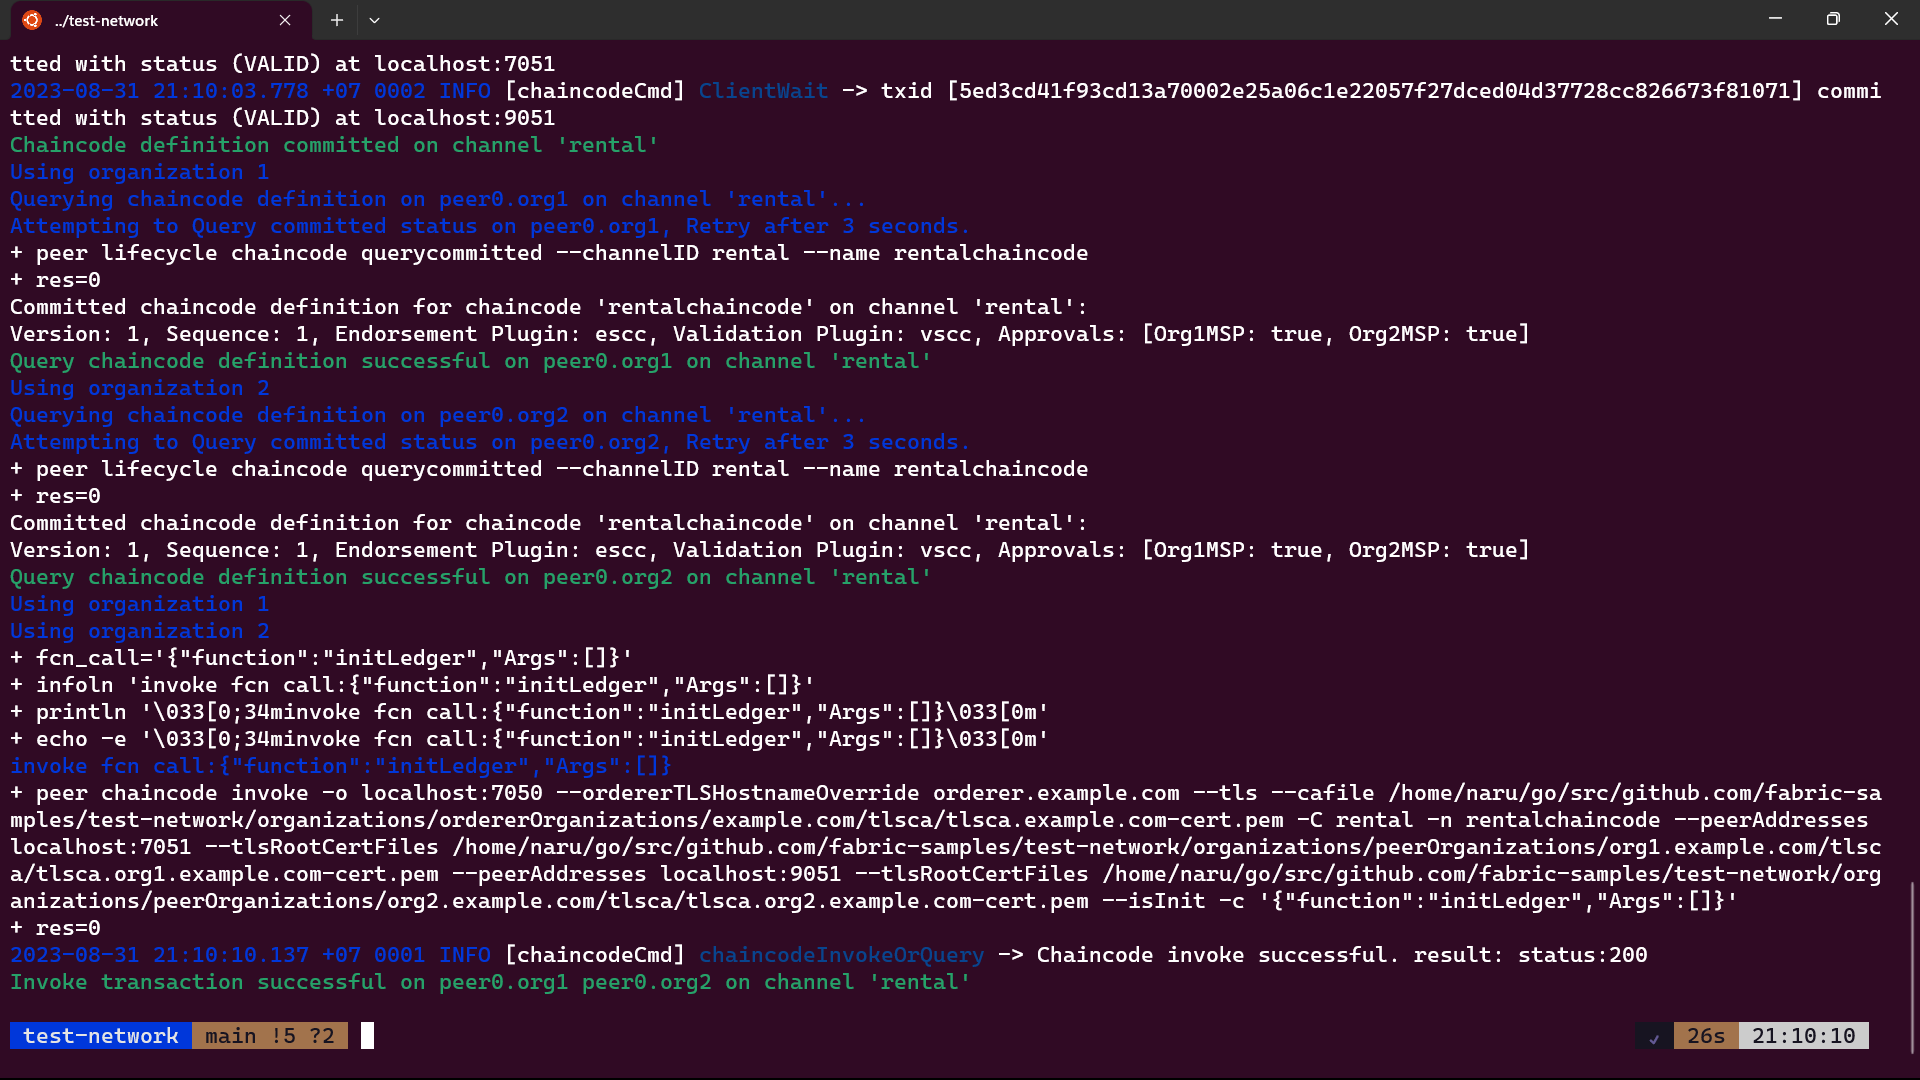 ../test-network
tted with status (VALID) at localhost:7051
2023-08-31 21:10:03.778 +07 0002 INFO [chaincodeCmd] ClientWait -> txid [5ed3cd41f93cd13a70002e25a06c1e22057f27dced04d37728cc826673f81071] commi
tted with status (VALID) at localhost:9051
Chaincode definition committed on channel 'rental'
Using organization 1
Querying chaincode definition on peer0.org1 on channel 'rental'...
Attempting to Query committed status on peer0.org1, Retry after 3 seconds.
+ peer lifecycle chaincode querycommitted --channelID rental --name rentalchaincode
+ res=0
Committed chaincode definition for chaincode 'rentalchaincode' on channel 'rental':
Version: 1, Sequence: 1, Endorsement Plugin: escc, Validation Plugin: vscc, Approvals: [Org1MSP: true, Org2MSP: true]
Query chaincode definition successful on peer0.org1 on channel 'rental'
Using organization 2
Querying chaincode definition on peer0.org2 on channel 'rental'...
Attempting to Query committed status on peer0.org2, Retry after 3 seconds.
+ peer lifecycle chaincode querycommitted --channelID rental --name rentalchaincode
+ res=0
Committed chaincode definition for chaincode 'rentalchaincode' on channel 'rental':
Version: 1, Sequence: 1, Endorsement Plugin: escc, Validation Plugin: vscc, Approvals: [Org1MSP: true, Org2MSP: true]
Query chaincode definition successful on peer0.org2 on channel 'rental'
Using organization 1
Using organization 2
+ fcn_call='{"function":"initLedger","Args":[]}'
+ infoln 'invoke fcn call:{"function":"initLedger","Args":[]}'
+ println '\033[0;34minvoke fcn call:{"function":"initLedger","Args":[]}\033[0m'
+ echo -e '\033[0;34minvoke fcn call:{"function":"initLedger","Args":[]}\033[0m'
invoke fcn call:{"function":"initLedger","Args":[]}
+ peer chaincode invoke -o localhost:7050 --ordererTLSHostnameOverride orderer.example.com --tls --cafile /home/naru/go/src/github.com/fabric-sa
mples/test-network/organizations/ordererOrganizations/example.com/tlsca/tlsca.example.com-cert.pem -C rental -n rentalchaincode --peerAddresses
localhost:7051 --tlsRootCertFiles /home/naru/go/src/github.com/fabric-samples/test-network/organizations/peerOrganizations/org1.example.com/tlsc
a/tlsca.org1.example.com-cert.pem --peerAddresses localhost:9051 --tlsRootCertFiles /home/naru/go/src/github.com/fabric-samples/test-network/org
anizations/peerOrganizations/org2.example.com/tlsca/tlsca.org2.example.com-cert.pem --isInit -c '{"function":"initLedger","Args":[]}'
+ res=0
2023-08-31 21:10:10.137 +07 0001 INFO [chaincodeCmd] chaincodeInvokeOrQuery -> Chaincode invoke successful. result: status:200
Invoke transaction successful on peer0.org1 peer0.org2 on channel 'rental'
test-network main !5 ?2 ✓ 26s 21:10:10